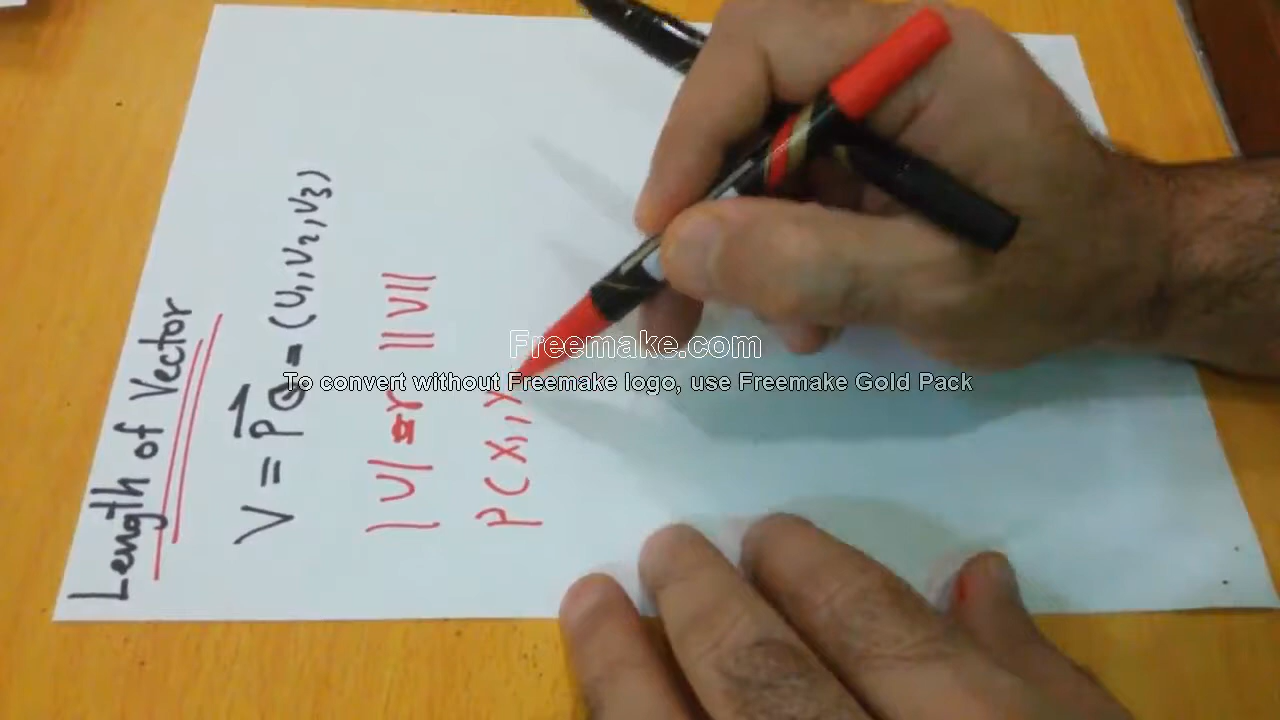 Length of Vector
V = PQ = (V1, V2, V3)
|V| or ||V||
P(x1, y
Freemake.com
To convert without Freemake logo, use Freemake Gold Pack